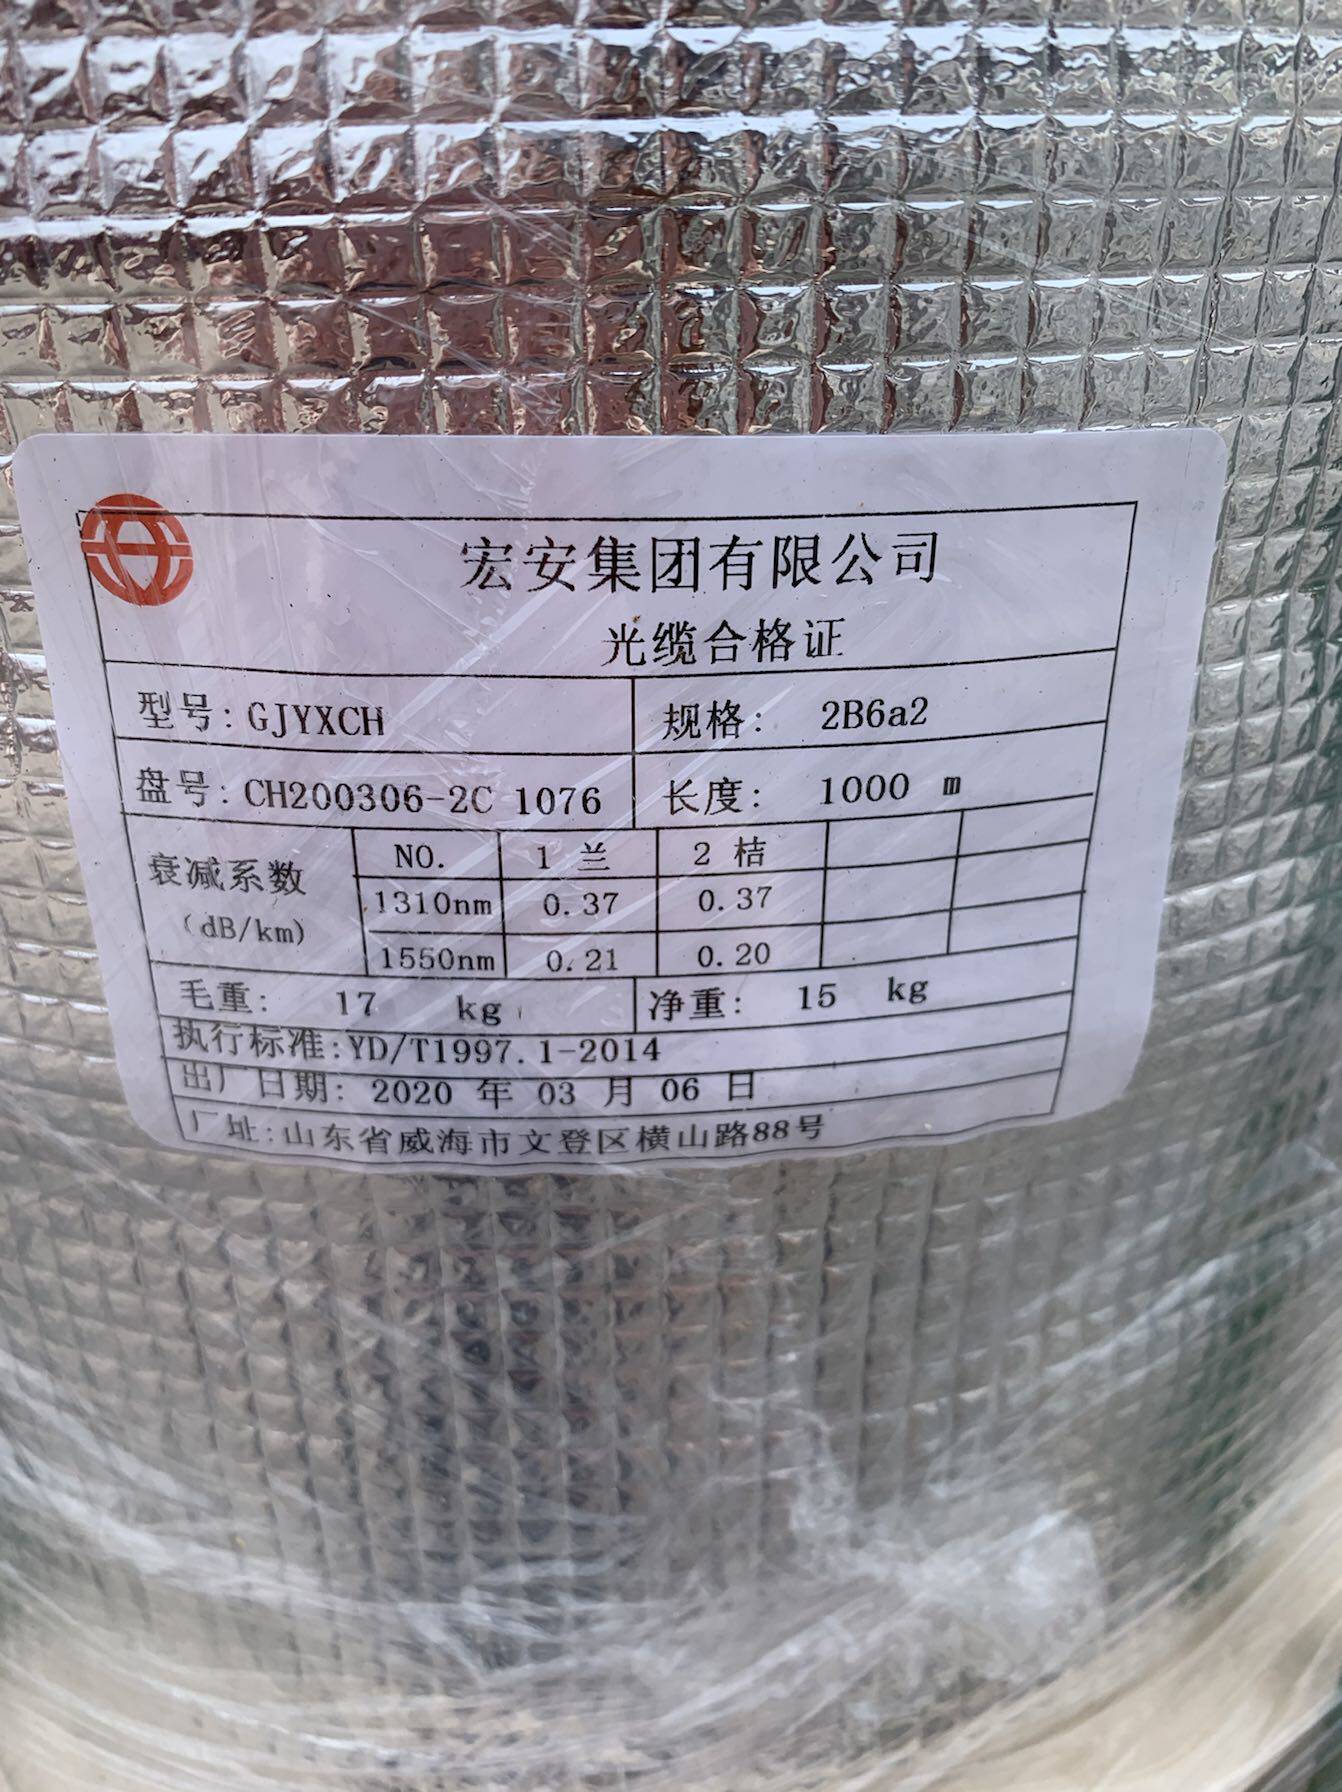 宏安集团有限公司
光缆合格证
型号: GJYXCH 规格: 2B6a2
盘号: CH200306-2C 1076 长度: 1000 m
衰减系数 (dB/km)
NO. 1 兰 2 桔
1310nm 0.37 0.37
1550nm 0.21 0.20
毛重: 17 kg 净重: 15 kg
执行标准:YD/T1997.1-2014
出厂日期: 2020 年 03 月 06 日
厂址:山东省威海市文登区横山路88号